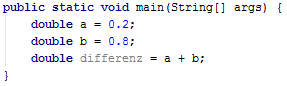 public static void main(String[] args) {
    double a = 0.2;
    double b = 0.8;
    double differenz = a + b;
}